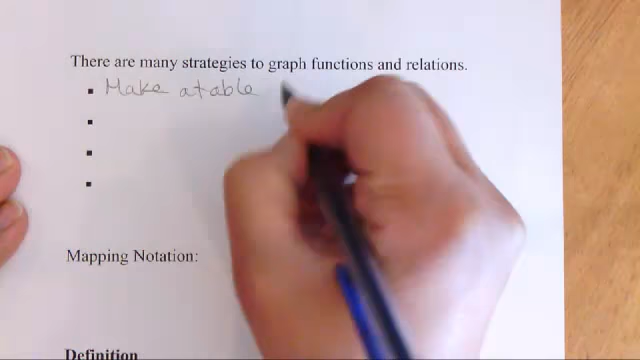 There are many strategies to graph functions and relations.
▪ Make a table
▪
▪
▪
Mapping Notation:
Definition